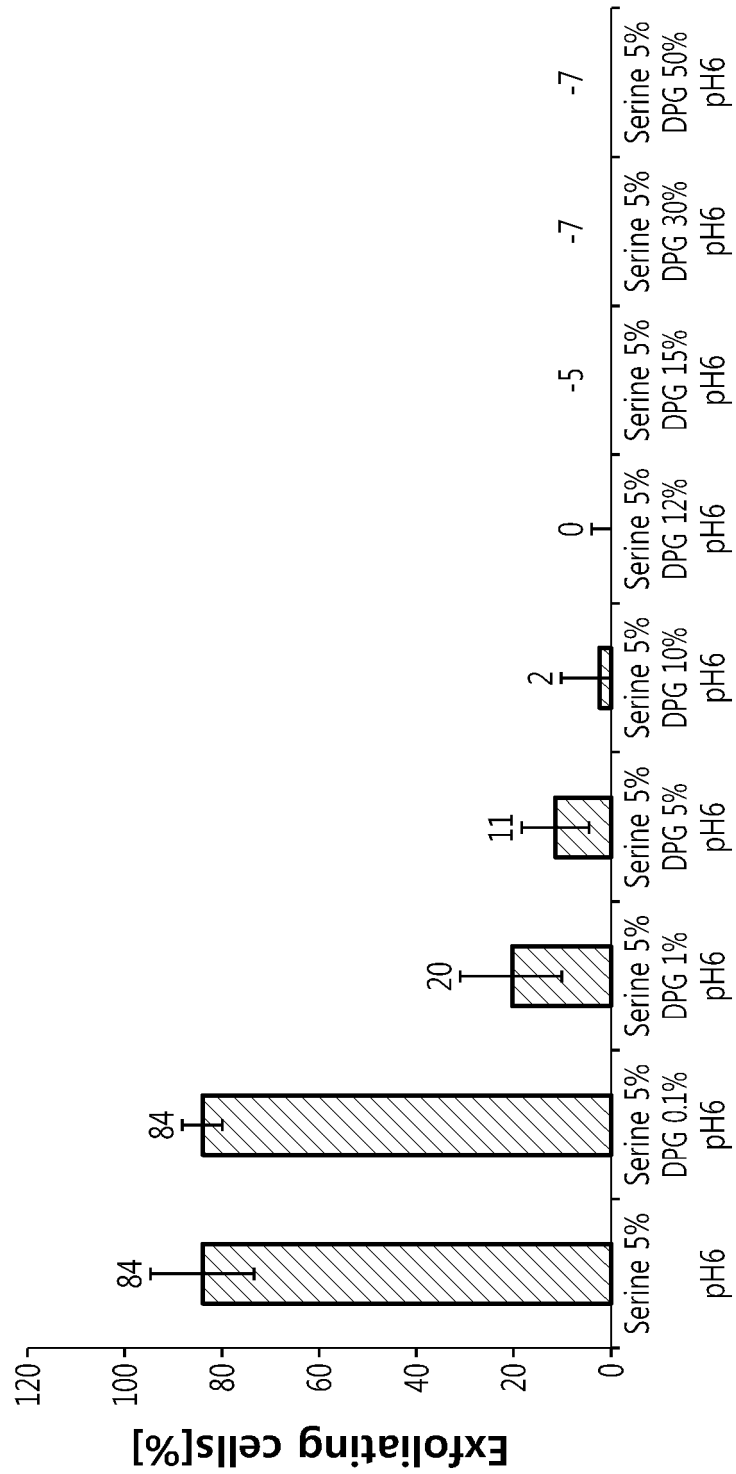 Exfoliating cells[%]
120
100
80
60
40
20
0
84
84
20
11
2
0
-5
-7
-7
Serine 5%
pH6
Serine 5%
DPG 0.1%
pH6
Serine 5%
DPG 1%
pH6
Serine 5%
DPG 5%
pH6
Serine 5%
DPG 10%
pH6
Serine 5%
DPG 12%
pH6
Serine 5%
DPG 15%
pH6
Serine 5%
DPG 30%
pH6
Serine 5%
DPG 50%
pH6